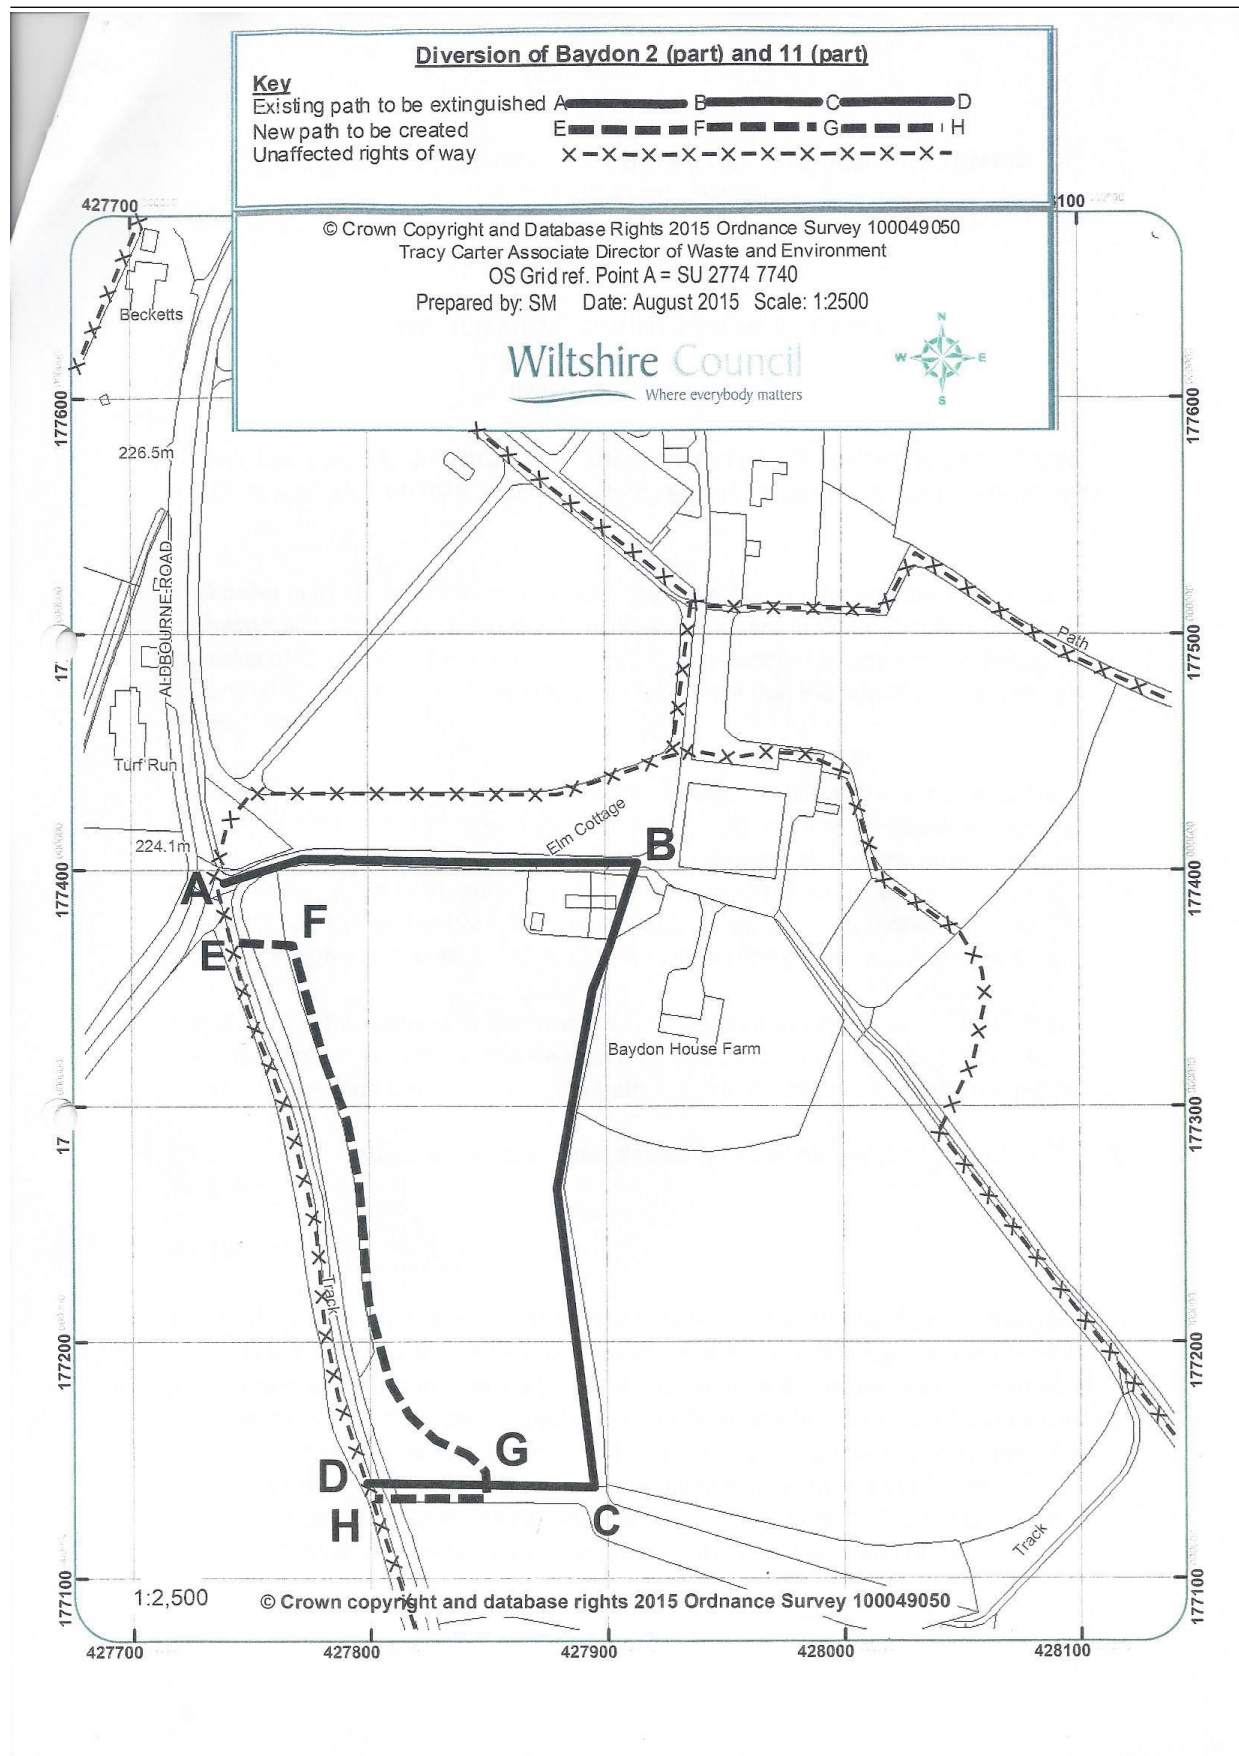 Diversion of Baydon 2 (part) and 11 (part)
Key
Existing path to be extinguished A B C D
New path to be created E F G H
Unaffected rights of way
427700
100
© Crown Copyright and Database Rights 2015 Ordnance Survey 100049050
Tracy Carter Associate Director of Waste and Environment
OS Grid ref. Point A = SU 2774 7740
Prepared by: SM Date: August 2015 Scale: 1:2500
Wiltshire Council
Where everybody matters
N
W E
S
Becketts
177600
177600
226.5m
ALDBOURNE ROAD
Path
17
177500
Turf Run
Elm Cottage
224.1m
B
A
177400
177400
F
E
Baydon House Farm
17
177300
Track
177200
177200
G
D
H
C
Track
177100
177100
1:2,500
© Crown copyright and database rights 2015 Ordnance Survey 100049050
427700
427800
427900
428000
428100